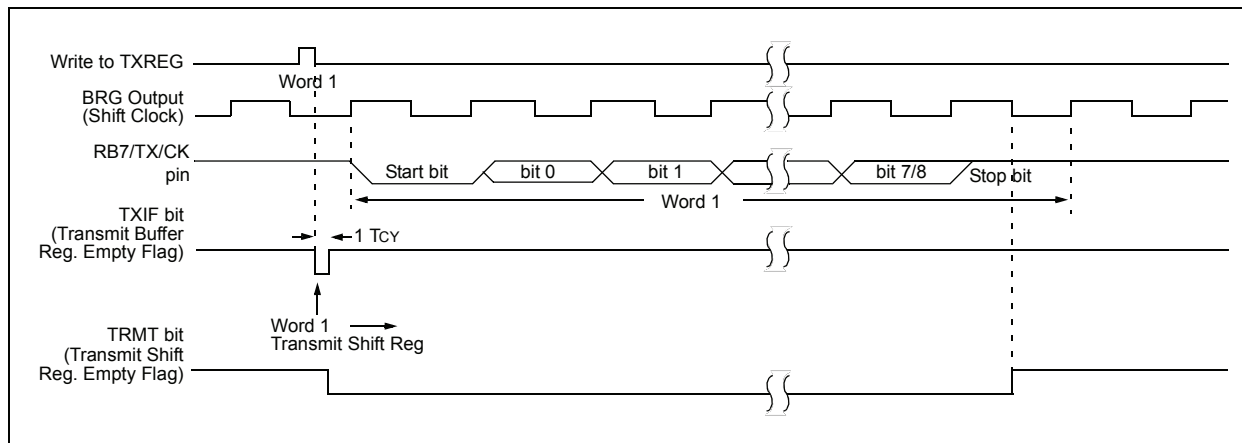 Write to TXREG
Word 1
BRG Output
(Shift Clock)
RB7/TX/CK
pin
Start bit
bit 0
bit 1
bit 7/8
Stop bit
Word 1
TXIF bit
(Transmit Buffer
Reg. Empty Flag)
1 TCY
Word 1
Transmit Shift Reg
TRMT bit
(Transmit Shift
Reg. Empty Flag)